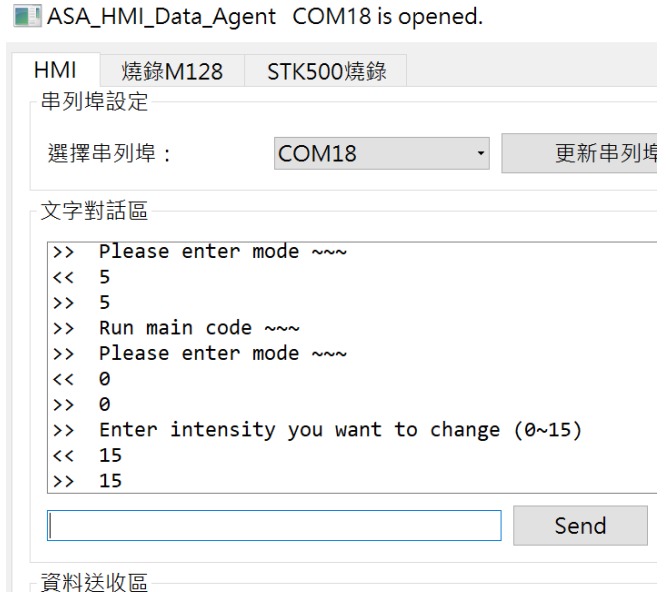 ASA_HMI_Data_Agent COM18 is opened.
HMI 燒錄M128 STK500燒錄
串列埠設定
選擇串列埠： COM18 更新串列埠
文字對話區
>> Please enter mode ~~~
<< 5
>> 5
>> Run main code ~~~
>> Please enter mode ~~~
<< 0
>> 0
>> Enter intensity you want to change (0~15)
<< 15
>> 15
Send
資料送收區